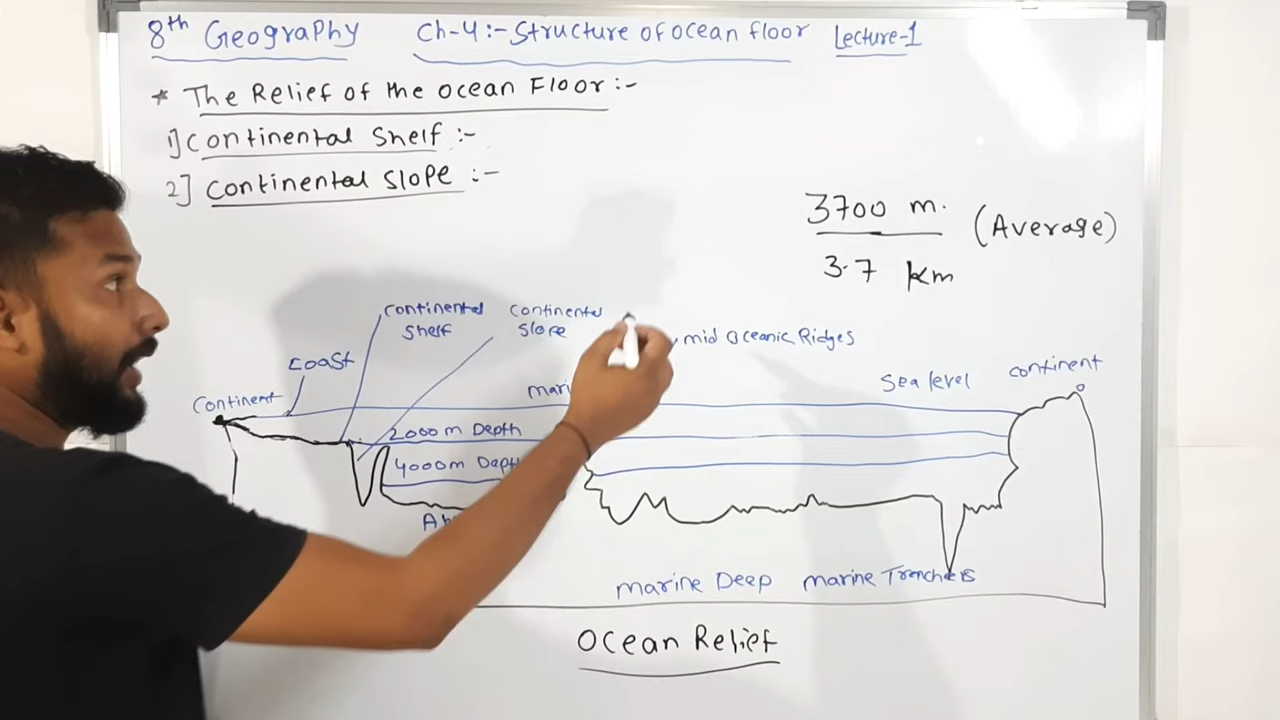 8th Geography Ch-4:- Structure of ocean floor Lecture-1
* The Relief of the ocean Floor:-
1] Continental Shelf :-
2] Continental Slope :-
3700 m. (Average)
3.7 km
Continental Shelf
Continental Slope
mid Oceanic Ridges
Coast
Sea level
continent
Continent
2000m Depth
4000m Depth
marine Deep
marine Trenches
Ocean Relief